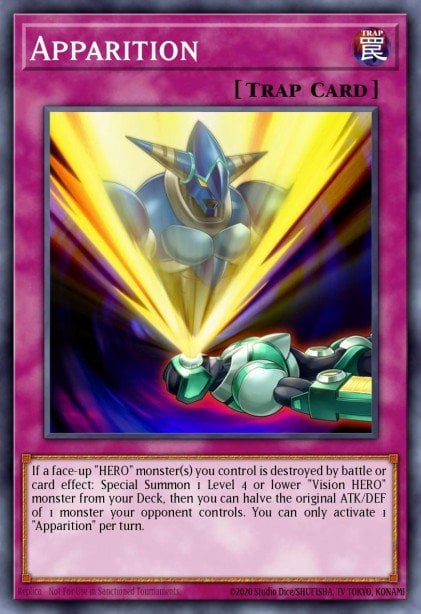 Apparition
TRAP
罠
[Trap Card]
If a face-up "HERO" monster(s) you control is destroyed by battle or
card effect: Special Summon 1 Level 4 or lower "Vision HERO"
monster from your Deck, then you can halve the original ATK/DEF
of 1 monster your opponent controls. You can only activate 1
"Apparition" per turn.
Replica - Not For Use in Sanctioned Tournaments
©2020 Studio Dice/SHUEISHA, TV TOKYO, KONAMI